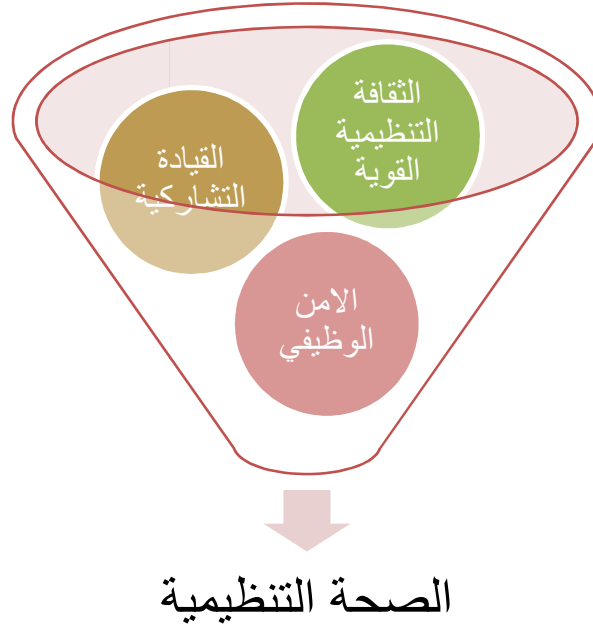 الثقافة
التنظيمية
القوية
القيادة
التشاركية
الامن
الوظيفي
الصحة التنظيمية